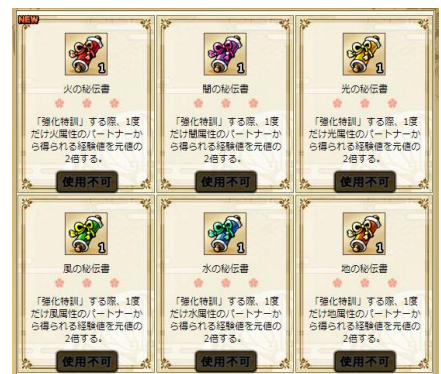 NEW
1
火の秘伝書
「強化特訓」する際、1度
だけ火属性のパートナーか
ら得られる経験値を元値の
2倍する。
使用不可
1
闇の秘伝書
「強化特訓」する際、1度
だけ闇属性のパートナーか
ら得られる経験値を元値の
2倍する。
使用不可
1
光の秘伝書
「強化特訓」する際、1度
だけ光属性のパートナーか
ら得られる経験値を元値の
2倍する。
使用不可
1
風の秘伝書
「強化特訓」する際、1度
だけ風属性のパートナーか
ら得られる経験値を元値の
2倍する。
使用不可
1
水の秘伝書
「強化特訓」する際、1度
だけ水属性のパートナーか
ら得られる経験値を元値の
2倍する。
使用不可
1
地の秘伝書
「強化特訓」する際、1度
だけ地属性のパートナーか
ら得られる経験値を元値の
2倍する。
使用不可